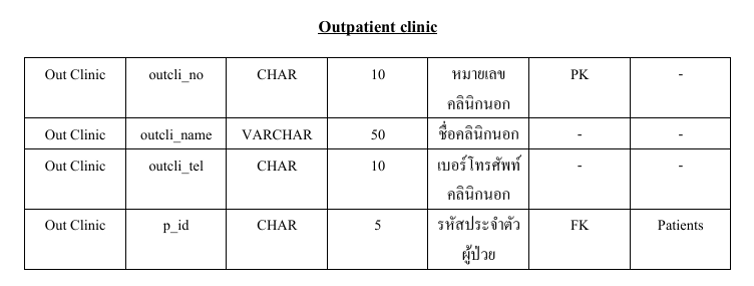 Outpatient clinic
Out Clinic outcli_no CHAR 10 หมายเลข PK -
คลินิกนอก
Out Clinic outcli_name VARCHAR 50 ชื่อคลินิกนอก - -
Out Clinic outcli_tel CHAR 10 เบอร์โทรศัพท์ - -
คลินิกนอก
Out Clinic p_id CHAR 5 รหัสประจำตัว FK Patients
ผู้ป่วย